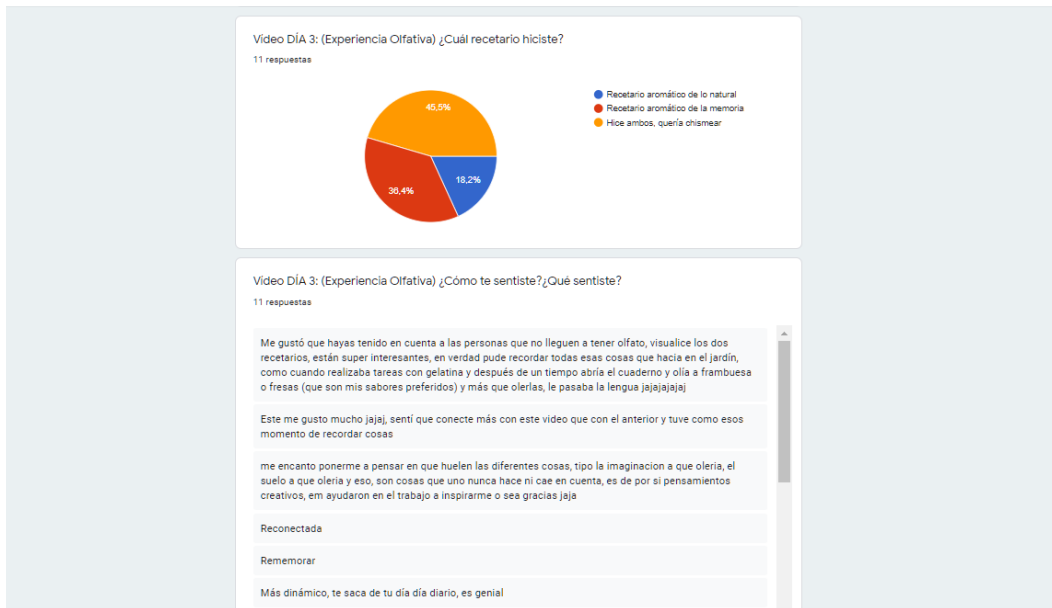 Video DÍA 3: (Experiencia Olfativa) ¿Cuál recetario hiciste?
11 respuestas
45,5%
36,4%
18,2%
Recetario aromático de lo natural
Recetario aromático de la memoria
Hice ambos, quería chismear
Video DÍA 3: (Experiencia Olfativa) ¿Cómo te sentiste?¿Qué sentiste?
11 respuestas
Me gustó que hayas tenido en cuenta a las personas que no lleguen a tener olfato, visualice los dos
recetarios, están super interesantes, en verdad pude recordar todas esas cosas que hacia en el jardín,
como cuando realizaba tareas con gelatina y después de un tiempo abría el cuaderno y olía a frambuesa
o fresas (que son mis sabores preferidos) y más que olerlas, le pasaba la lengua jajajajajaj
Este me gusto mucho jajaj, sentí que conecte más con este video que con el anterior y tuve como esos
momento de recordar cosas
me encanto ponerme a pensar en que huelen las diferentes cosas, tipo la imaginacion a que oleria, el
suelo a que oleria y eso, son cosas que uno nunca hace ni cae en cuenta, es de por si pensamientos
creativos, em ayudaron en el trabajo a inspirarme o sea gracias jaja
Reconectada
Rememorar
Más dinámico, te saca de tu día día diario, es genial